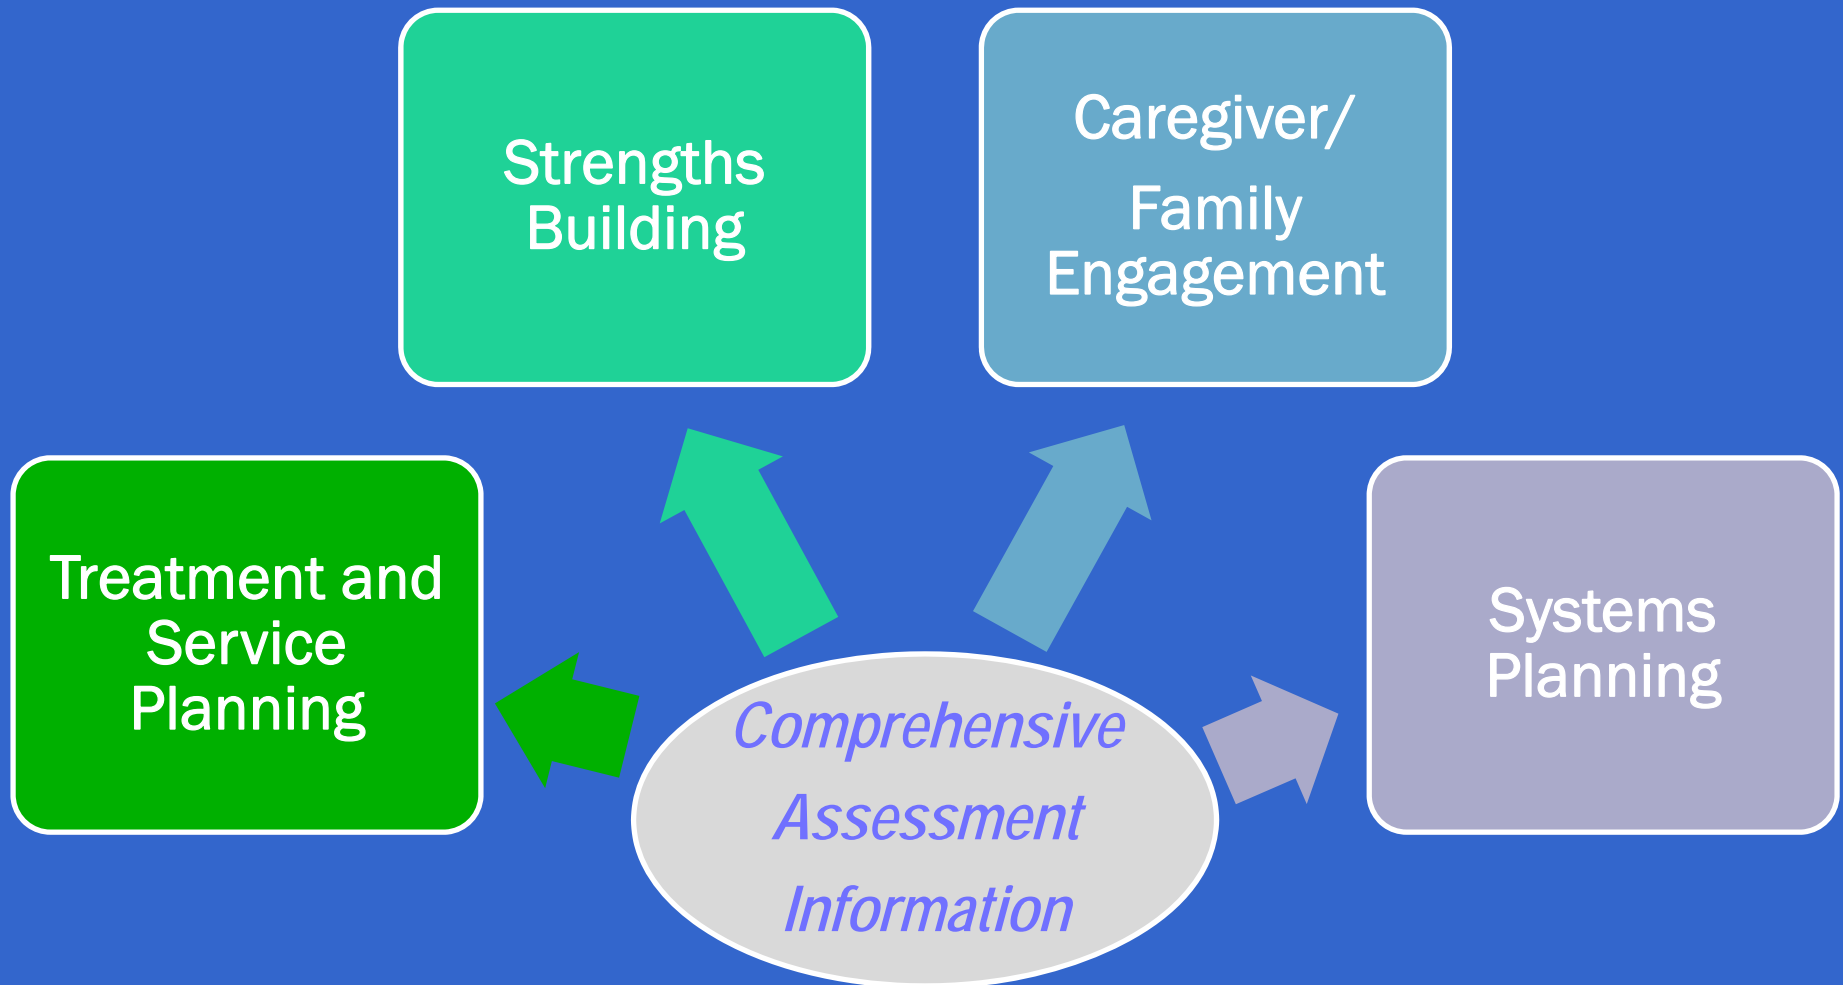 Strengths
Building
Caregiver/
Family
Engagement
Treatment and
Service
Planning
Systems
Planning
Comprehensive
Assessment
Information